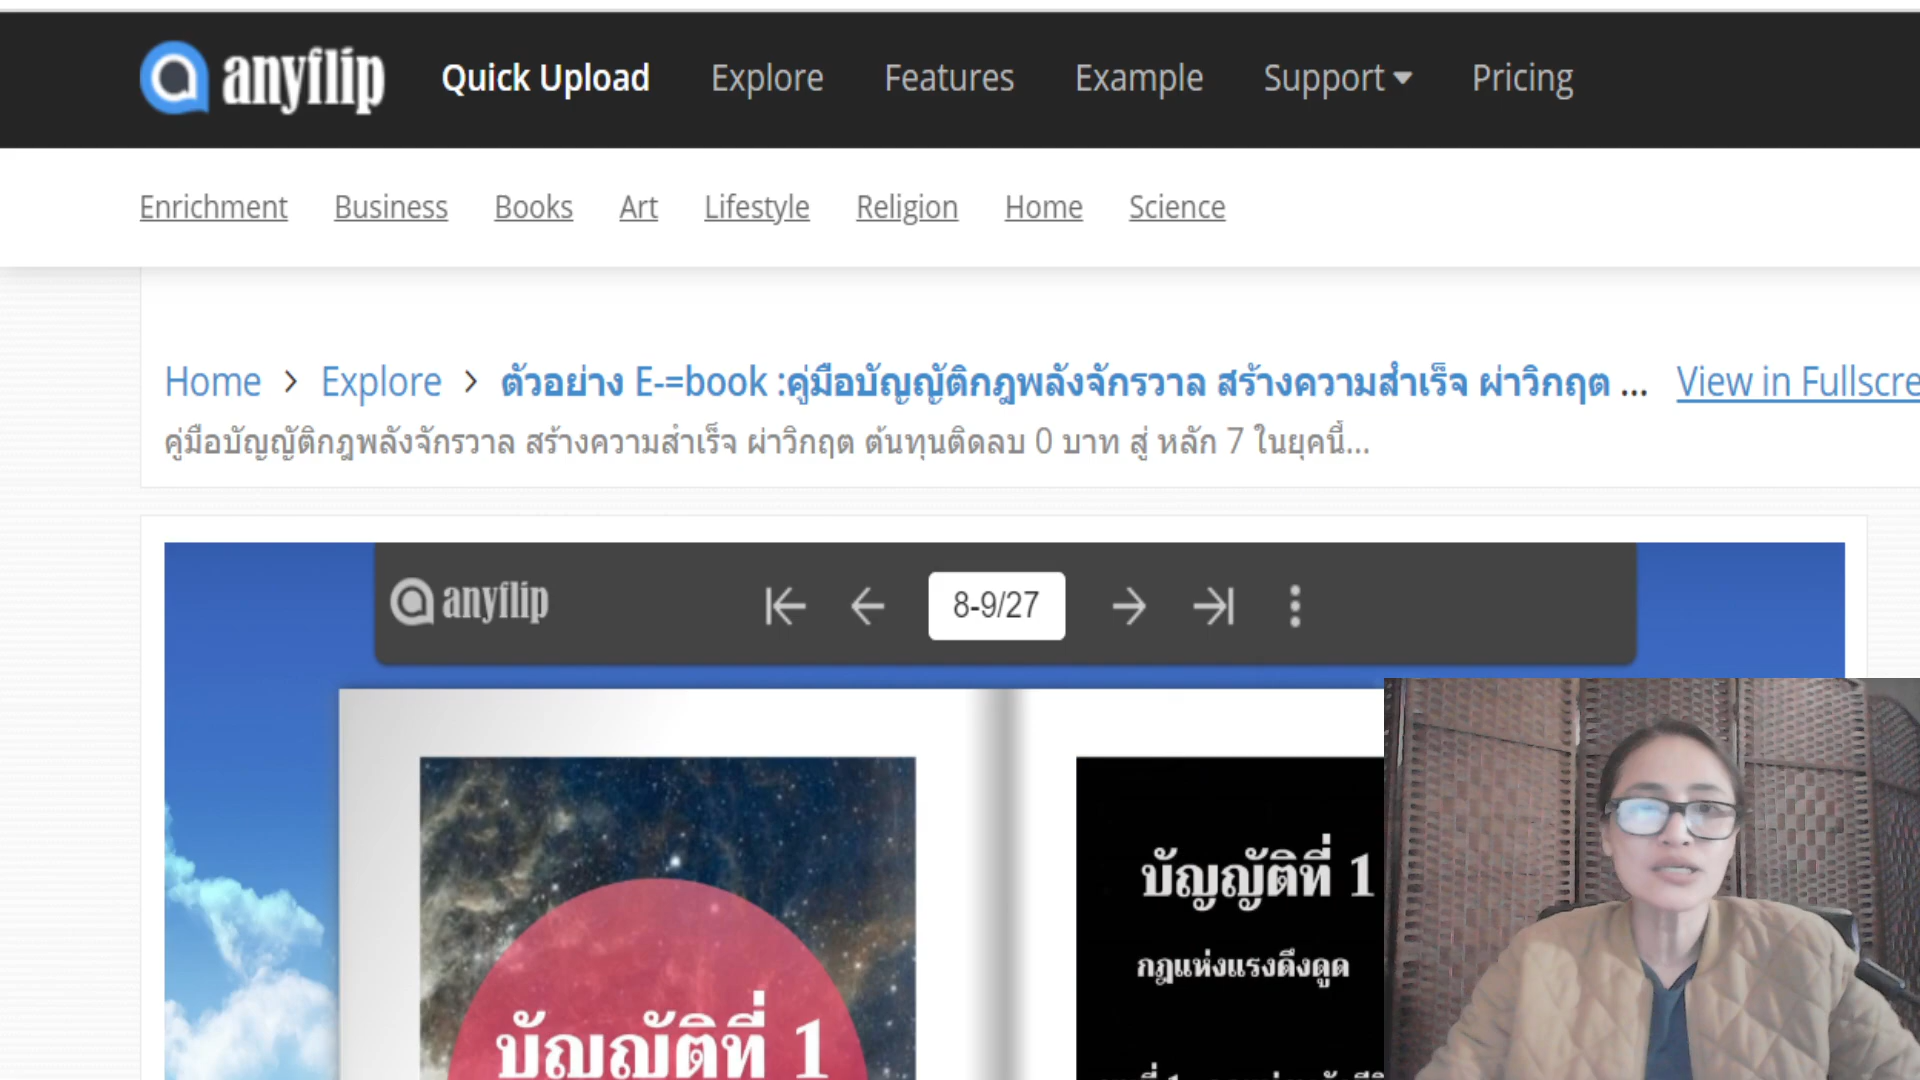 anyflip Quick Upload Explore Features Example Support Pricing
Enrichment Business Books Art Lifestyle Religion Home Science
Home > Explore > ตัวอย่าง E-=book :คู่มือบัญญัติกฎพลังจักรวาล สร้างความสำเร็จ ผ่าวิกฤต ... View in Fullscre
คู่มือบัญญัติกฎพลังจักรวาล สร้างความสำเร็จ ผ่าวิกฤต ต้นทุนติดลบ 0 บาท สู่ หลัก 7 ในยุคนี้...
anyflip 8-9/27
บัญญัติที่ 1
บัญญัติที่ 1
กฎแห่งแรงดึงดูด